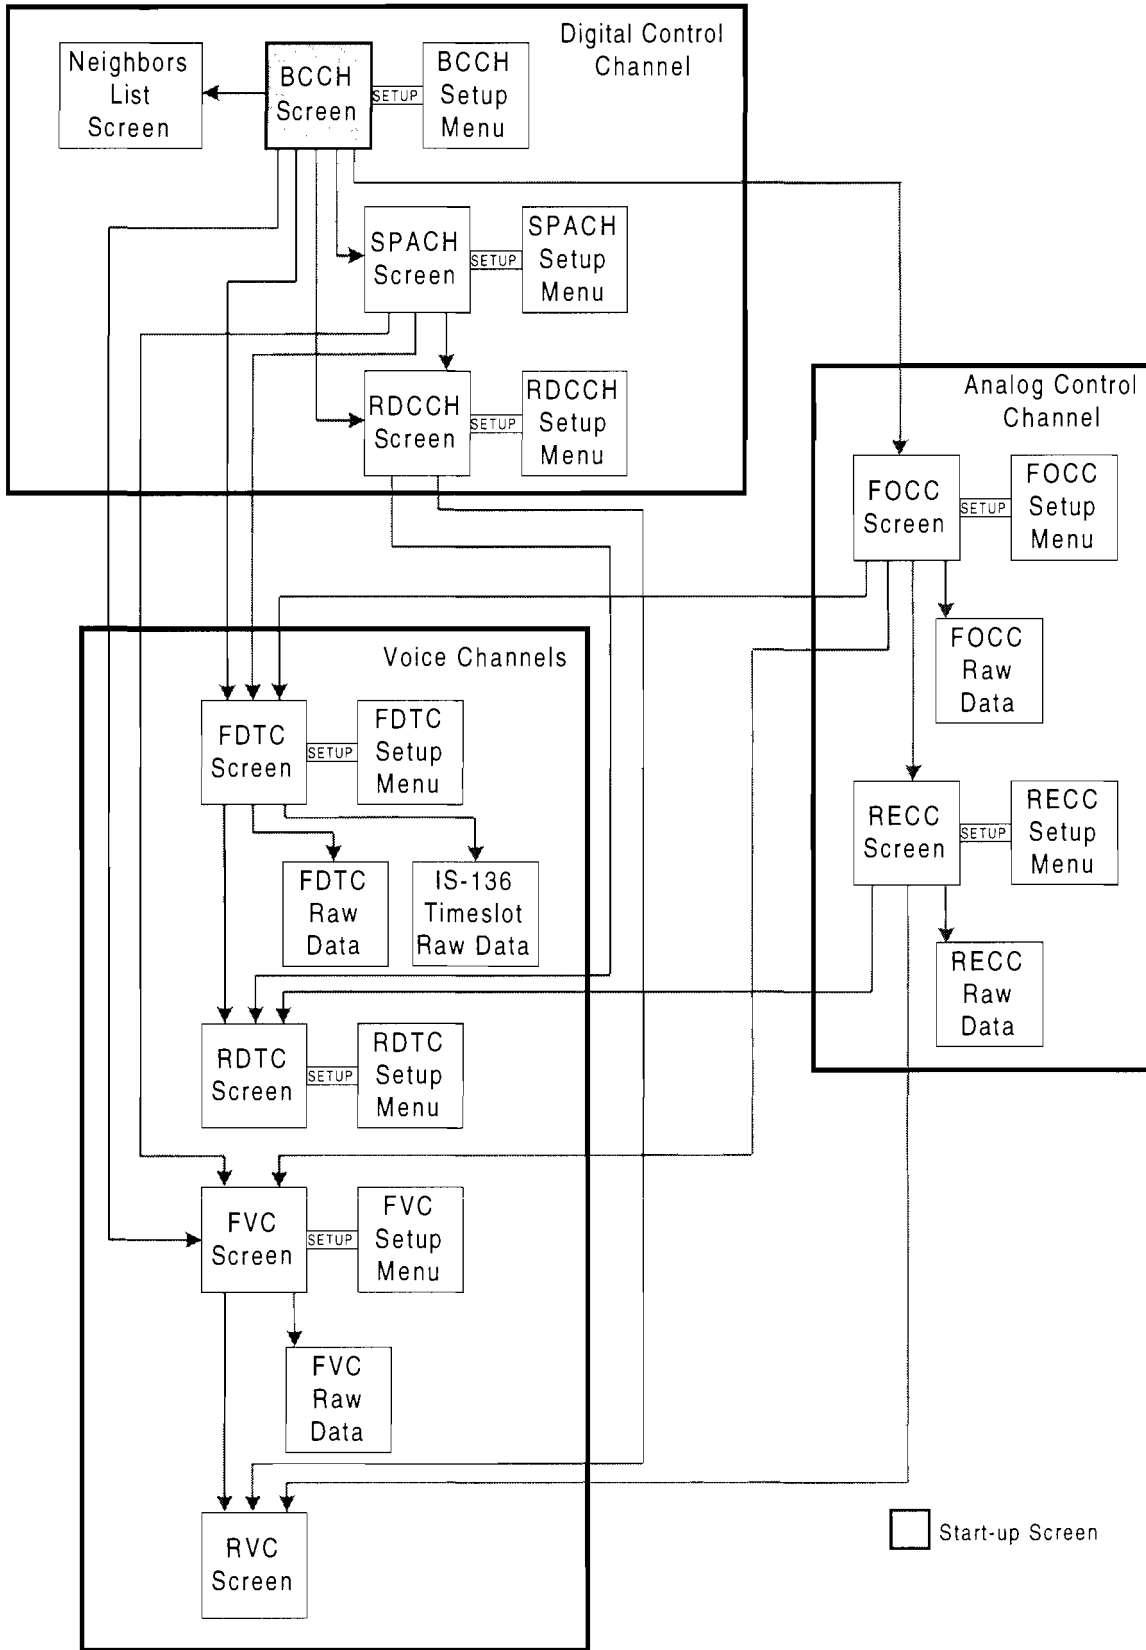 Digital Control
Channel
Neighbors
List
Screen
BCCH
Screen
SETUP
BCCH
Setup
Menu
SPACH
Screen
SETUP
SPACH
Setup
Menu
RDCCH
Screen
SETUP
RDCCH
Setup
Menu
Analog Control
Channel
FOCC
Screen
SETUP
FOCC
Setup
Menu
FOCC
Raw
Data
RECC
Screen
SETUP
RECC
Setup
Menu
RECC
Raw
Data
Voice Channels
FDTC
Screen
SETUP
FDTC
Setup
Menu
FDTC
Raw
Data
IS-136
Timeslot
Raw Data
RDTC
Screen
SETUP
RDTC
Setup
Menu
FVC
Screen
SETUP
FVC
Setup
Menu
FVC
Raw
Data
RVC
Screen
Start-up Screen